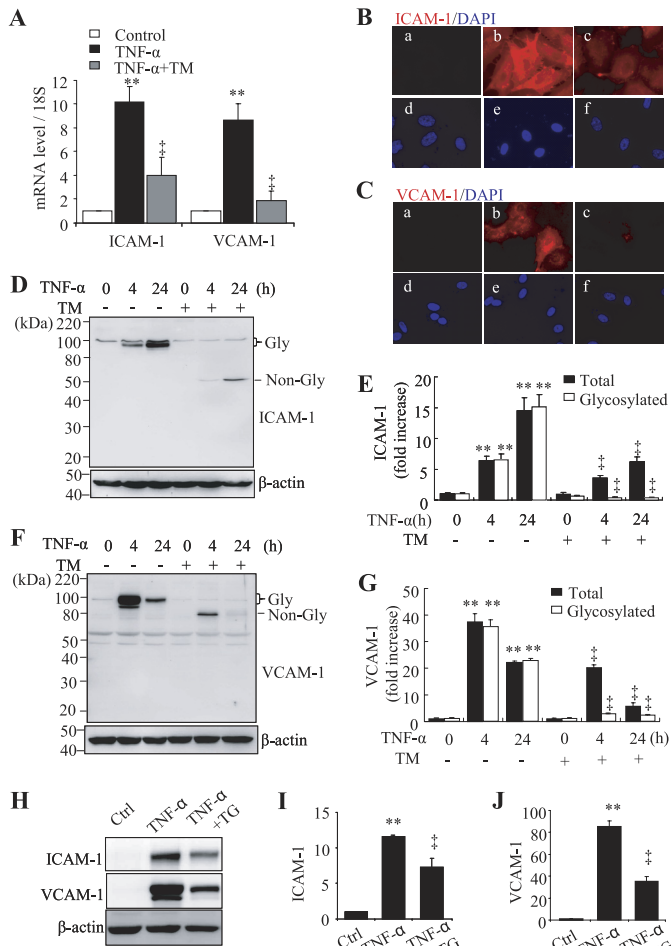 A
Control
TNF-α
TNF-α+TM
mRNA level / 18S
12
10
8
6
4
2
0
**
‡
**
‡
ICAM-1
VCAM-1
B
ICAM-1/DAPI
a
b
c
d
e
f
C
VCAM-1/DAPI
a
b
c
d
e
f
D
TNF-α 0 4 24 0 4 24 (h)
TM - - - + + +
(kDa)
220
100
80
60
50
40
30
20
50
40
Gly
Non-Gly
ICAM-1
β-actin
E
Total
Glycosylated
ICAM-1
(fold increase)
20
15
10
5
0
** **
** **
‡ ‡
‡ ‡
TNF-α(h) 0 4 24 0 4 24
TM - - - + + +
F
TNF-α 0 4 24 0 4 24 (h)
TM - - - + + +
(kDa)
220
100
80
50
40
30
20
50
40
Gly
Non-Gly
VCAM-1
β-actin
G
Total
Glycosylated
VCAM-1
(fold increase)
60
40
20
0
** **
** **
‡ ‡
‡ ‡
TNF-α 0 4 24 0 4 24 (h)
TM - - - + + +
H
Ctrl
TNF-α
TNF-α
+TG
ICAM-1
VCAM-1
β-actin
I
ICAM-1
15
10
5
0
**
‡
Ctrl
TNF-α
TNF-α
+TG
J
VCAM-1
100
80
60
40
20
0
**
‡
Ctrl
TNF-α
TNF-α
+TG